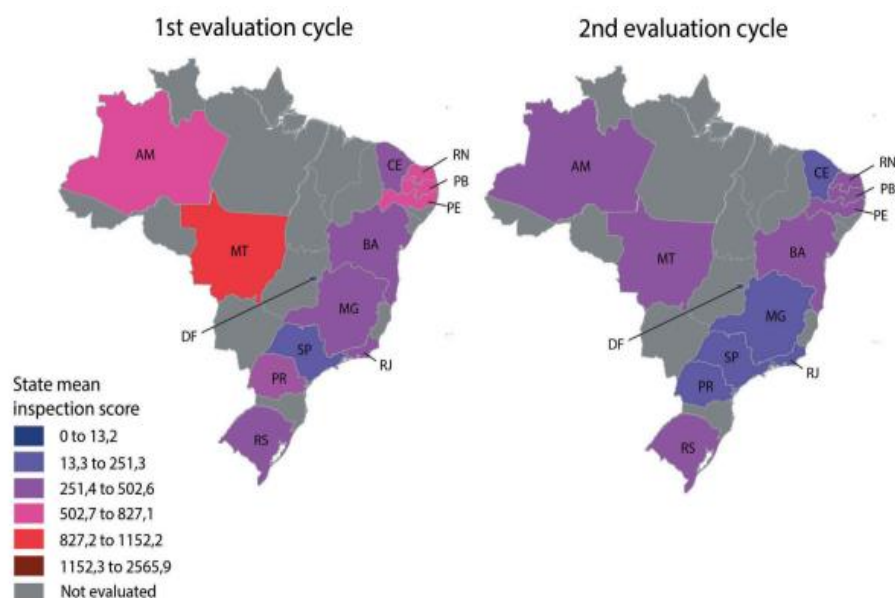 1st evaluation cycle
AM
CE
RN
PB
PE
MT
BA
MG
DF
SP
RJ
PR
RS
2nd evaluation cycle
AM
CE
RN
PB
PE
MT
BA
MG
DF
SP
RJ
PR
RS
State mean
inspection score
0 to 13,2
13,3 to 251,3
251,4 to 502,6
502,7 to 827,1
827,2 to 1152,2
1152,3 to 2565,9
Not evaluated